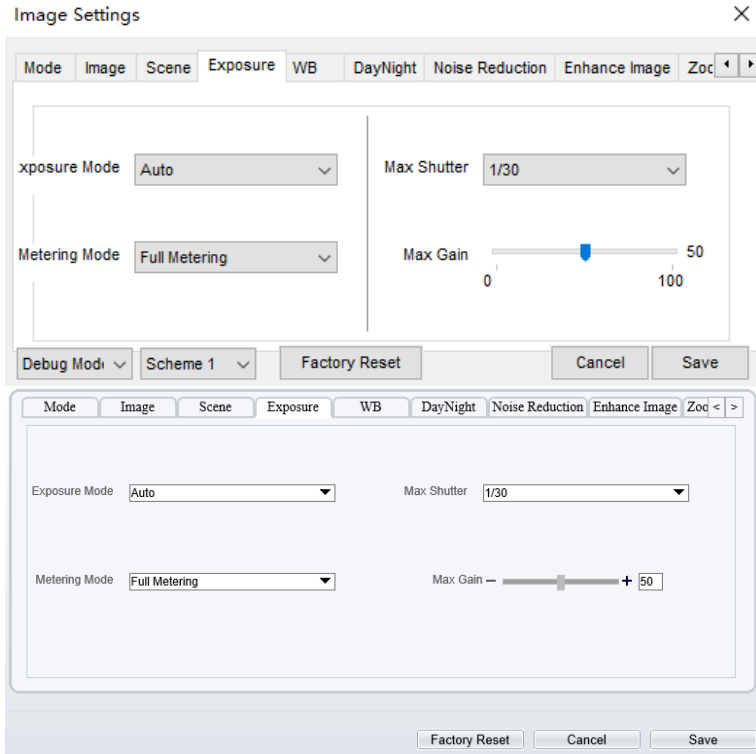 Image Settings
Mode Image Scene Exposure WB DayNight Noise Reduction Enhance Image Zoc
xposure Mode Auto Max Shutter 1/30
Metering Mode Full Metering Max Gain 50
0 100
Debug Mod Scheme 1 Factory Reset Cancel Save
Mode Image Scene Exposure WB DayNight Noise Reduction Enhance Image Zoc < >
Exposure Mode Auto Max Shutter 1/30
Metering Mode Full Metering Max Gain − + 50
Factory Reset Cancel Save